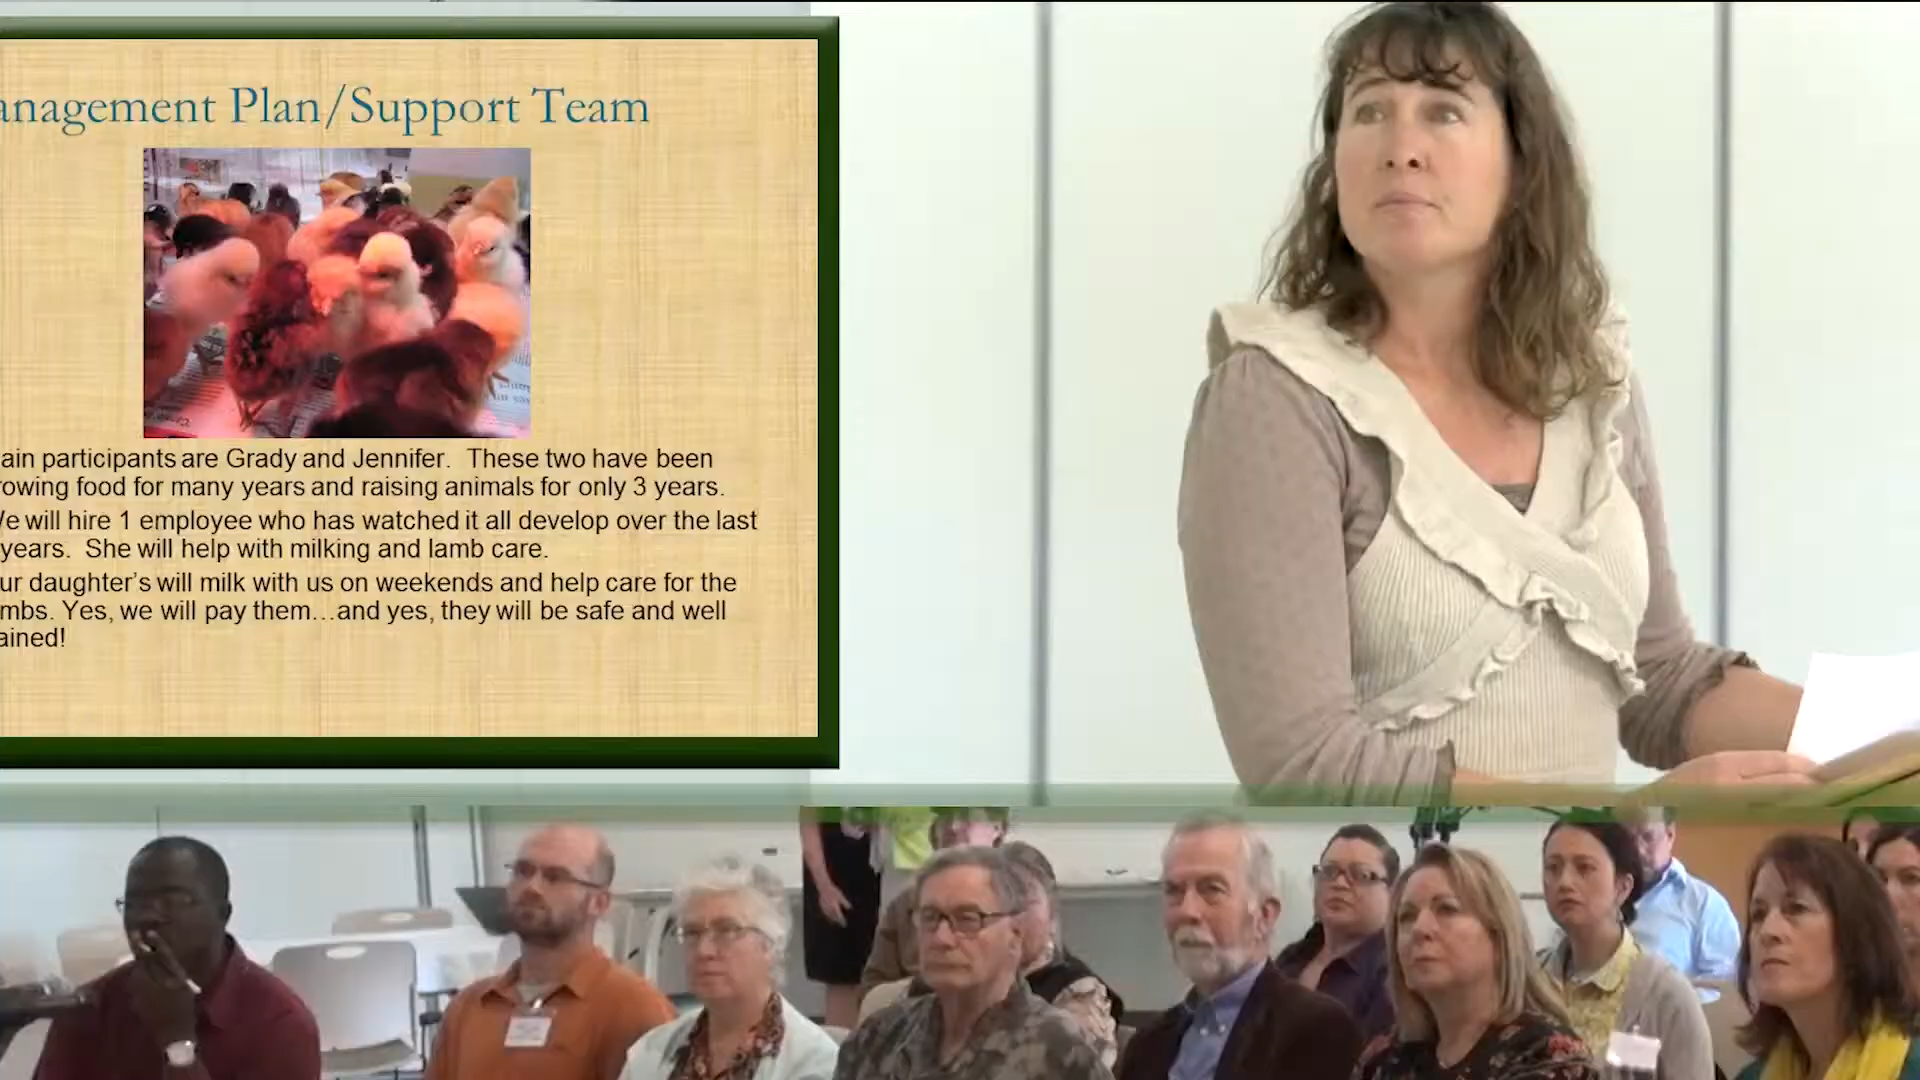 anagement Plan/Support Team
ain participants are Grady and Jennifer. These two have been
rowing food for many years and raising animals for only 3 years.
We will hire 1 employee who has watched it all develop over the last
years. She will help with milking and lamb care.
ur daughter's will milk with us on weekends and help care for the
mbs. Yes, we will pay them…and yes, they will be safe and well
ained!